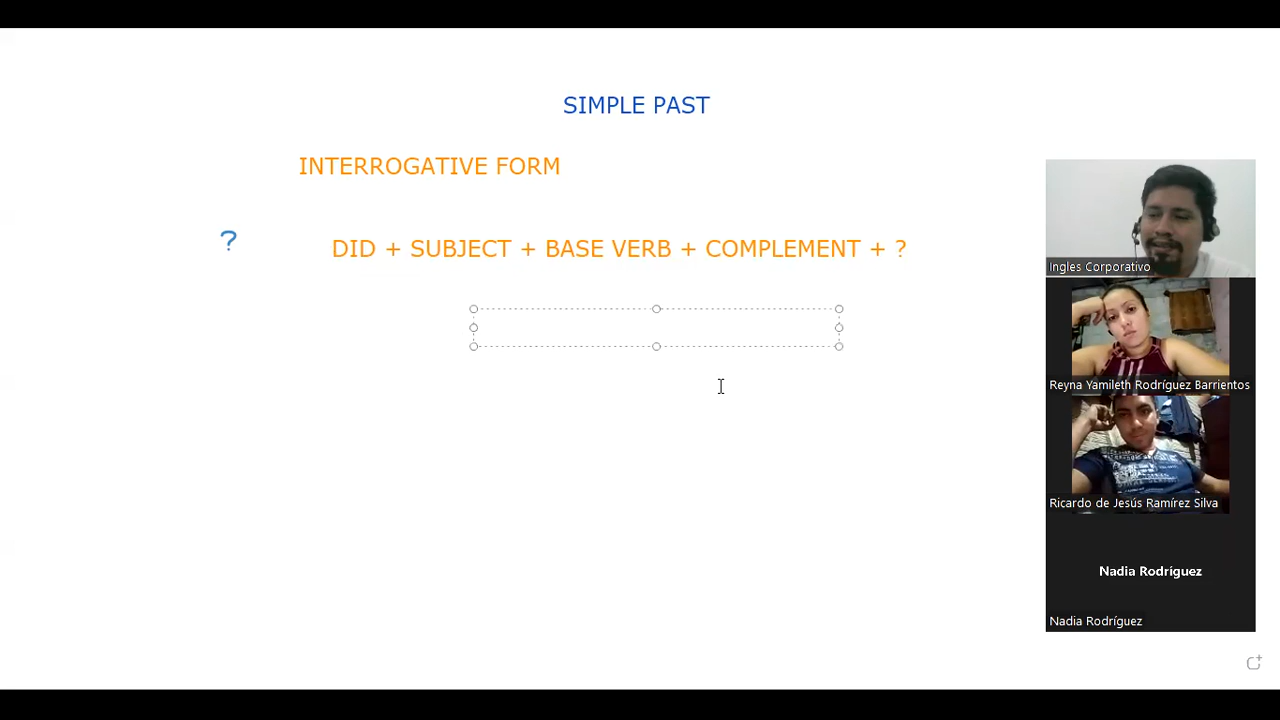 SIMPLE PAST
INTERROGATIVE FORM
?
DID + SUBJECT + BASE VERB + COMPLEMENT + ?
Ingles Corporativo
Reyna Yamileth Rodríguez Barrientos
Ricardo de Jesús Ramírez Silva
Nadia Rodríguez
Nadia Rodríguez